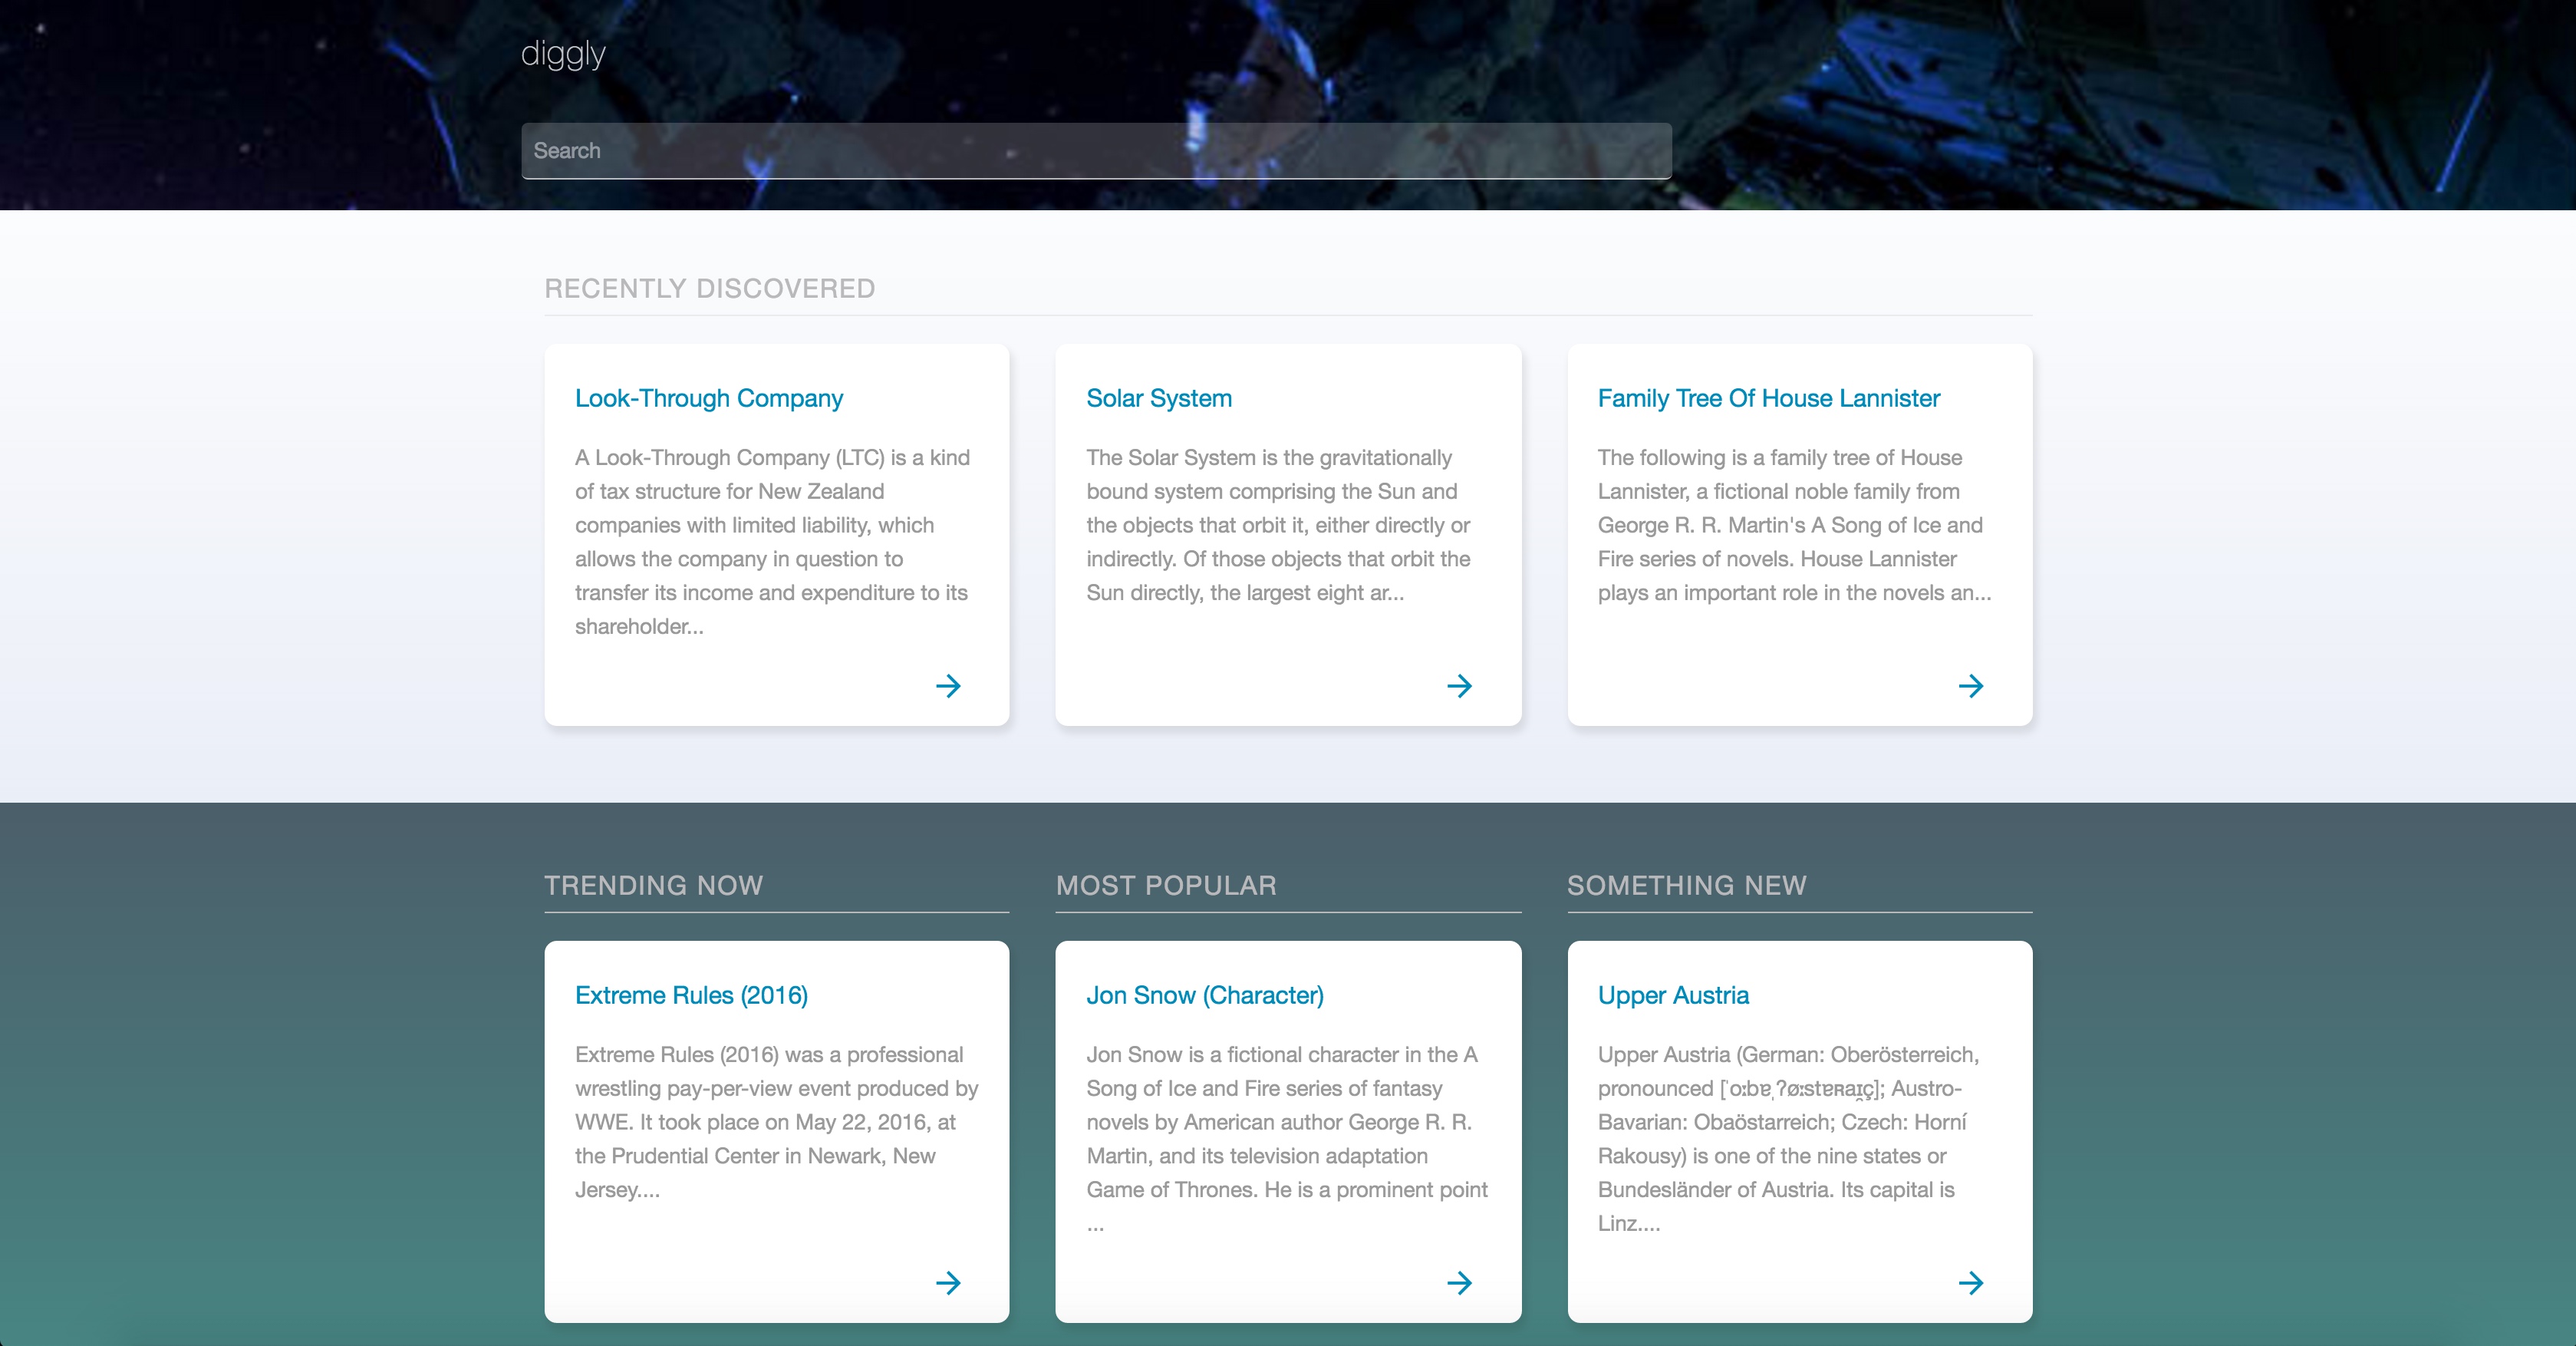 diggly
Search
RECENTLY DISCOVERED
Look-Through Company
A Look-Through Company (LTC) is a kind
of tax structure for New Zealand
companies with limited liability, which
allows the company in question to
transfer its income and expenditure to its
shareholder...
Solar System
The Solar System is the gravitationally
bound system comprising the Sun and
the objects that orbit it, either directly or
indirectly. Of those objects that orbit the
Sun directly, the largest eight ar...
Family Tree Of House Lannister
The following is a family tree of House
Lannister, a fictional noble family from
George R. R. Martin's A Song of Ice and
Fire series of novels. House Lannister
plays an important role in the novels an...
TRENDING NOW
Extreme Rules (2016)
Extreme Rules (2016) was a professional
wrestling pay-per-view event produced by
WWE. It took place on May 22, 2016, at
the Prudential Center in Newark, New
Jersey....
MOST POPULAR
Jon Snow (Character)
Jon Snow is a fictional character in the A
Song of Ice and Fire series of fantasy
novels by American author George R. R.
Martin, and its television adaptation
Game of Thrones. He is a prominent point
...
SOMETHING NEW
Upper Austria
Upper Austria (German: Oberösterreich,
pronounced [ˈoːbɐˌʔøːstɐʀaɪ̯ç]; Austro-
Bavarian: Obaöstarreich; Czech: Horní
Rakousy) is one of the nine states or
Bundesländer of Austria. Its capital is
Linz....